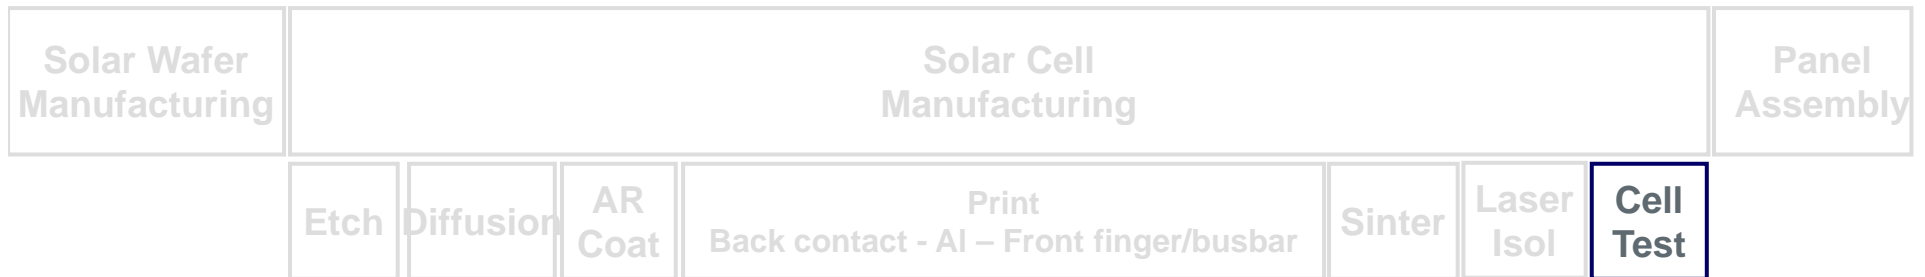 Solar Wafer
Manufacturing
Solar Cell
Manufacturing
Panel
Assembly
Etch
Diffusion
AR
Coat
Print
Back contact - Al – Front finger/busbar
Sinter
Laser
Isol
Cell
Test